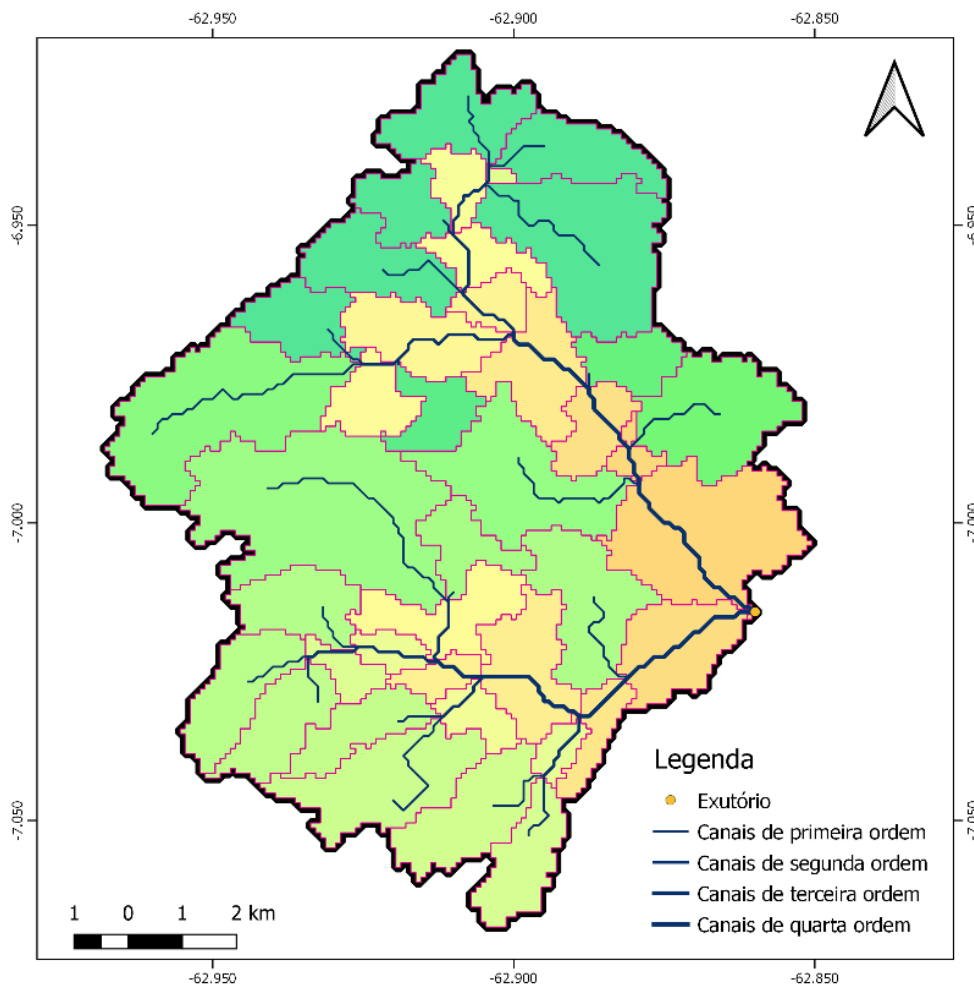 -62.950 -62.900 -62.850
-6.950 -6.950
-7.000 -7.000
Legenda
Exutório
-7.050 -7.050
Canais de primeira ordem
Canais de segunda ordem
Canais de terceira ordem
1 0 1 2 km
Canais de quarta ordem
-62.950 -62.900 -62.850